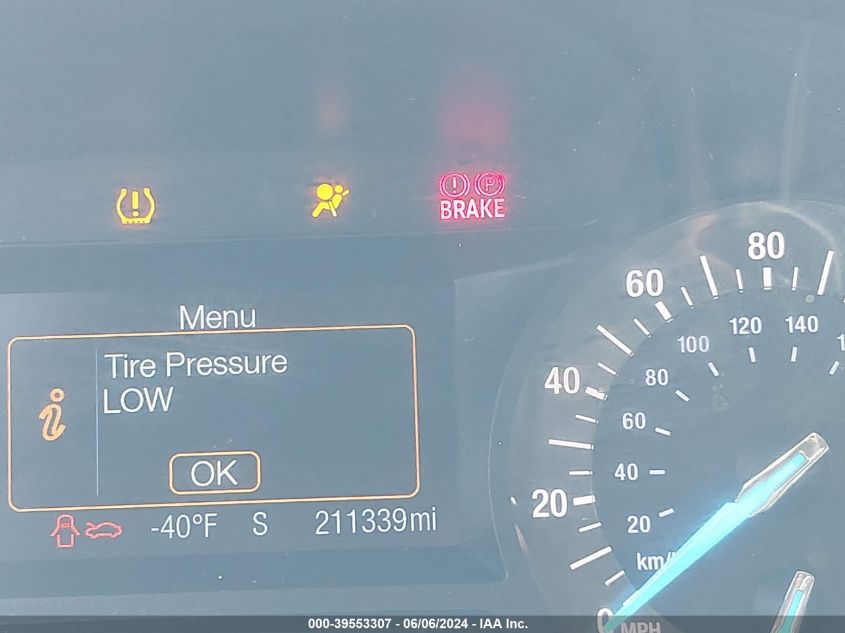 P
BRAKE
Menu
Tire Pressure
LOW
OK
-40°F S 211339mi
80
60
40
20
0
MPH
140
120
100
80
60
40
20
km/
000-39553307 - 06/06/2024 - IAA Inc.